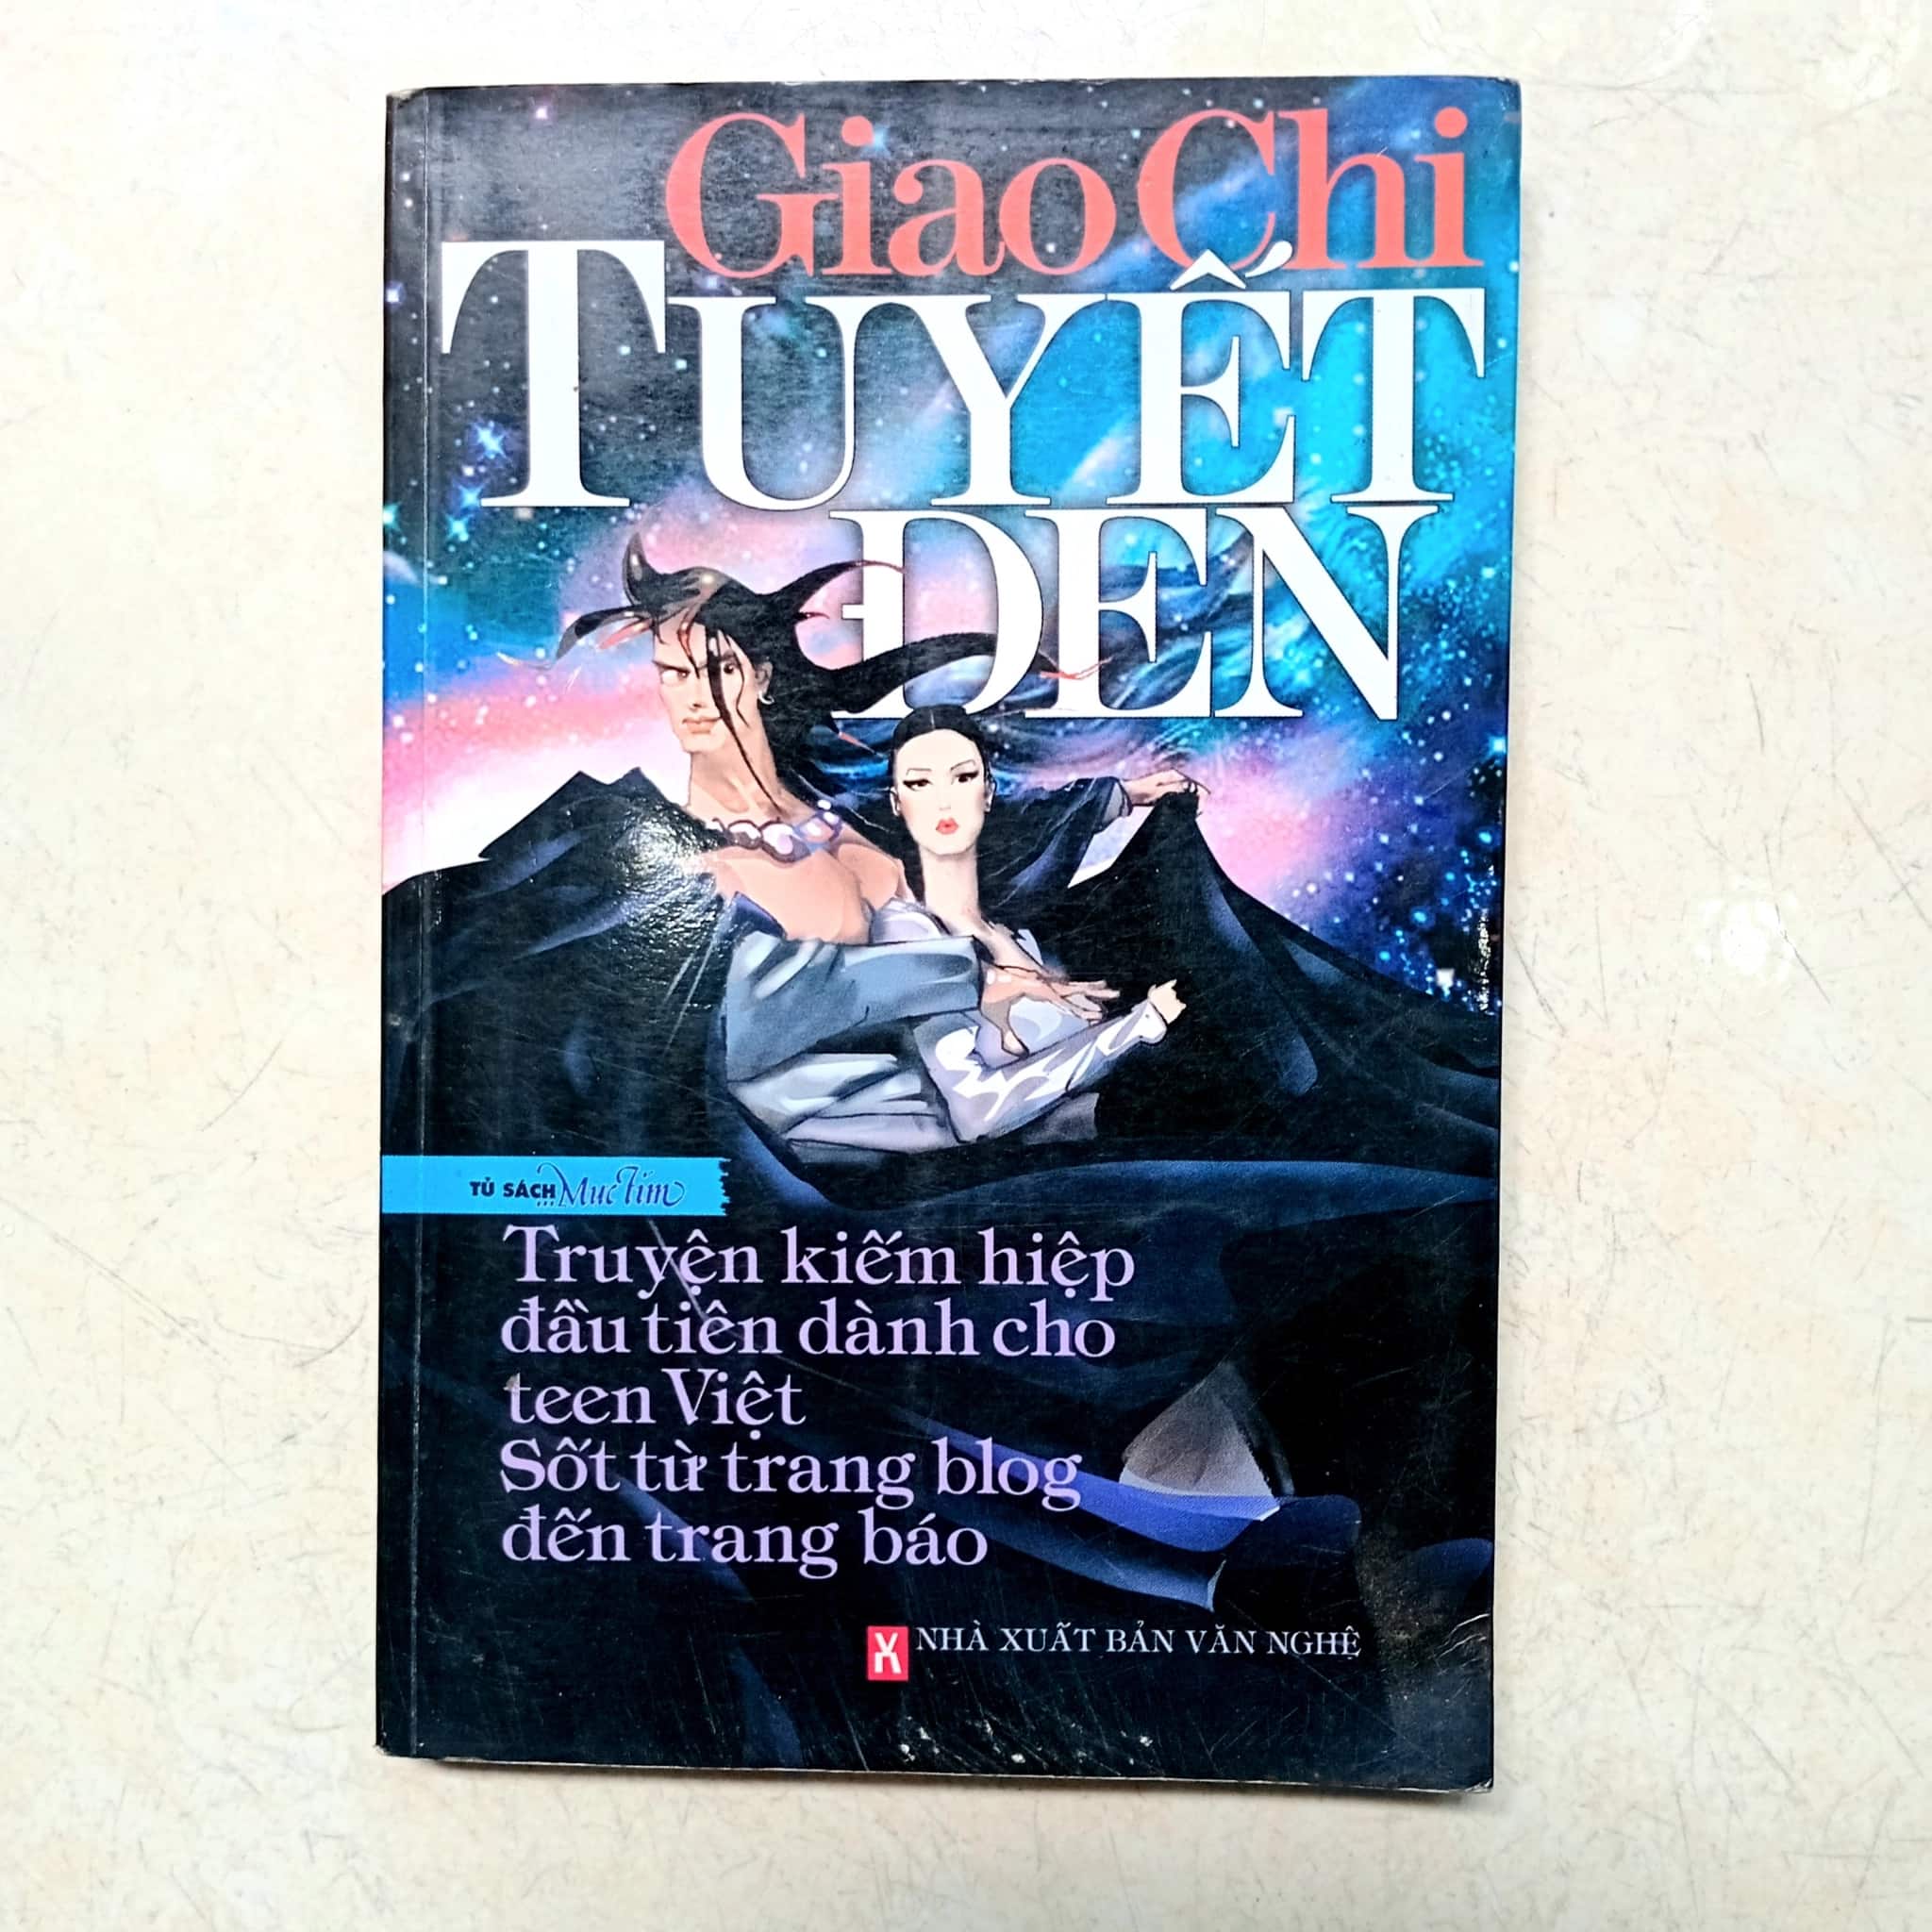 Giao Chi
TUYẾT
ĐEN
TỦ SÁCH Mực Tím
Truyện kiếm hiệp
đầu tiên dành cho
teen Việt
Sốt từ trang blog
đến trang báo
NHÀ XUẤT BẢN VĂN NGHỆ